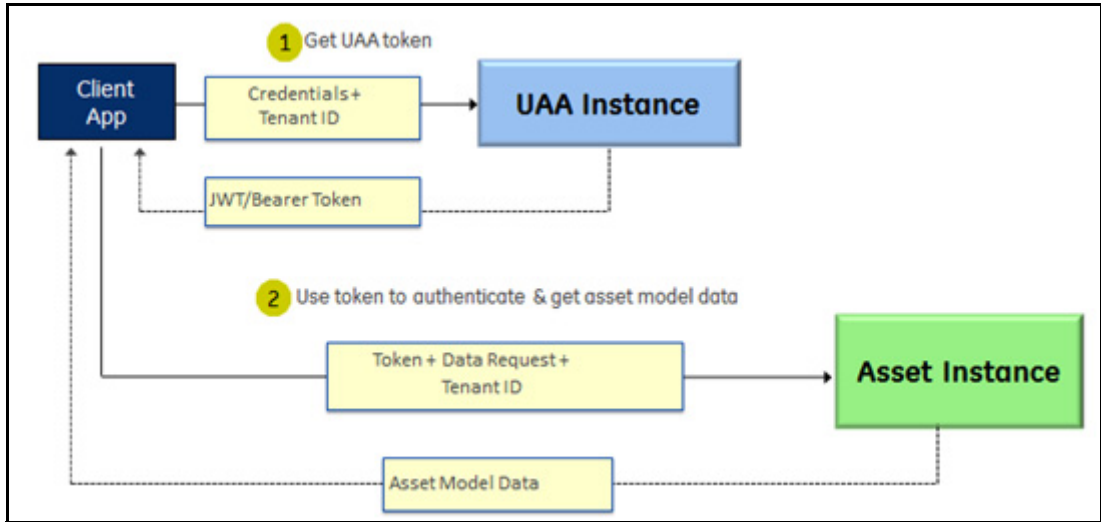 1 Get UAA token
Client
App
Credentials +
Tenant ID
UAA Instance
JWT/Bearer Token
2 Use token to authenticate & get asset model data
Token + Data Request +
Tenant ID
Asset Instance
Asset Model Data